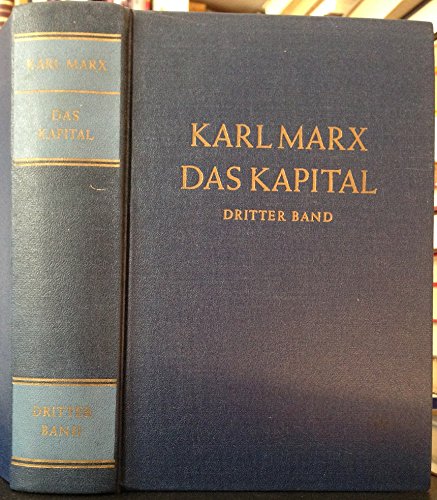 KARL MARX
DAS
KAPITAL
DRITTER
BAND
KARL MARX
DAS KAPITAL
DRITTER BAND